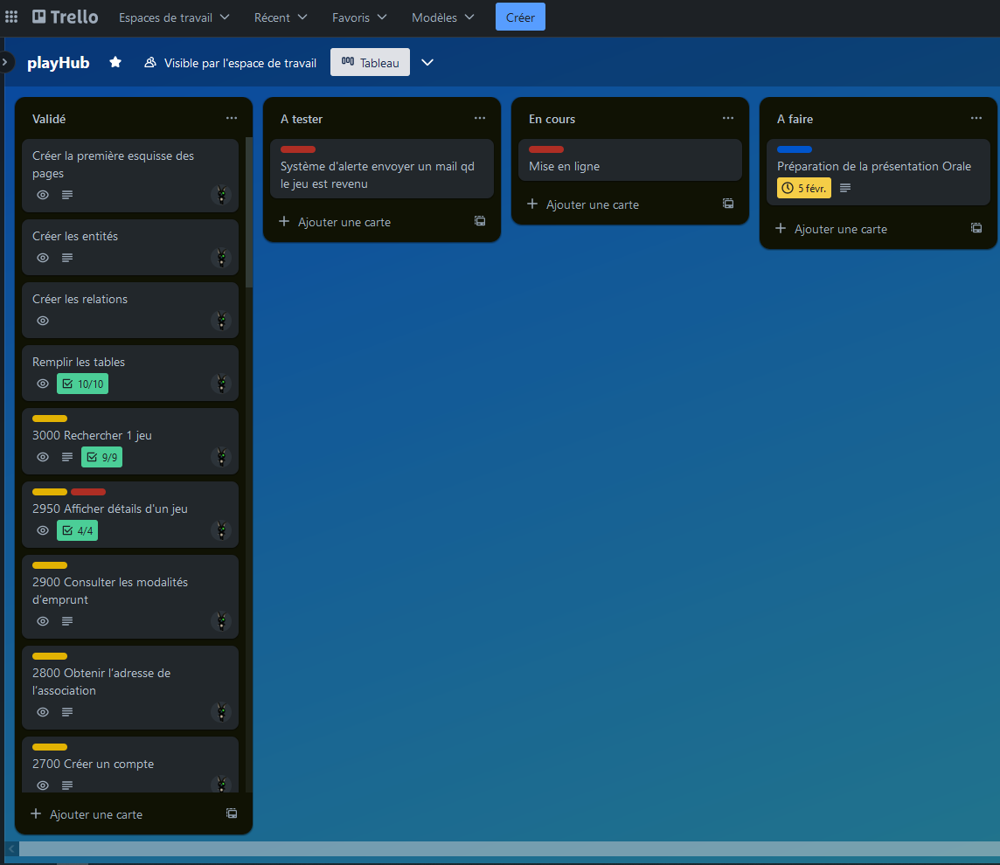 Trello
Espaces de travail
Récent
Favoris
Modèles
Créer
playHub
Visible par l'espace de travail
Tableau
Validé
Créer la première esquisse des
pages
Créer les entités
Créer les relations
Remplir les tables
10/10
3000 Rechercher 1 jeu
9/9
2950 Afficher détails d'un jeu
4/4
2900 Consulter les modalités
d'emprunt
2800 Obtenir l'adresse de
l'association
2700 Créer un compte
Ajouter une carte
A tester
Système d'alerte envoyer un mail qd
le jeu est revenu
Ajouter une carte
En cours
Mise en ligne
Ajouter une carte
A faire
Préparation de la présentation Orale
5 févr.
Ajouter une carte